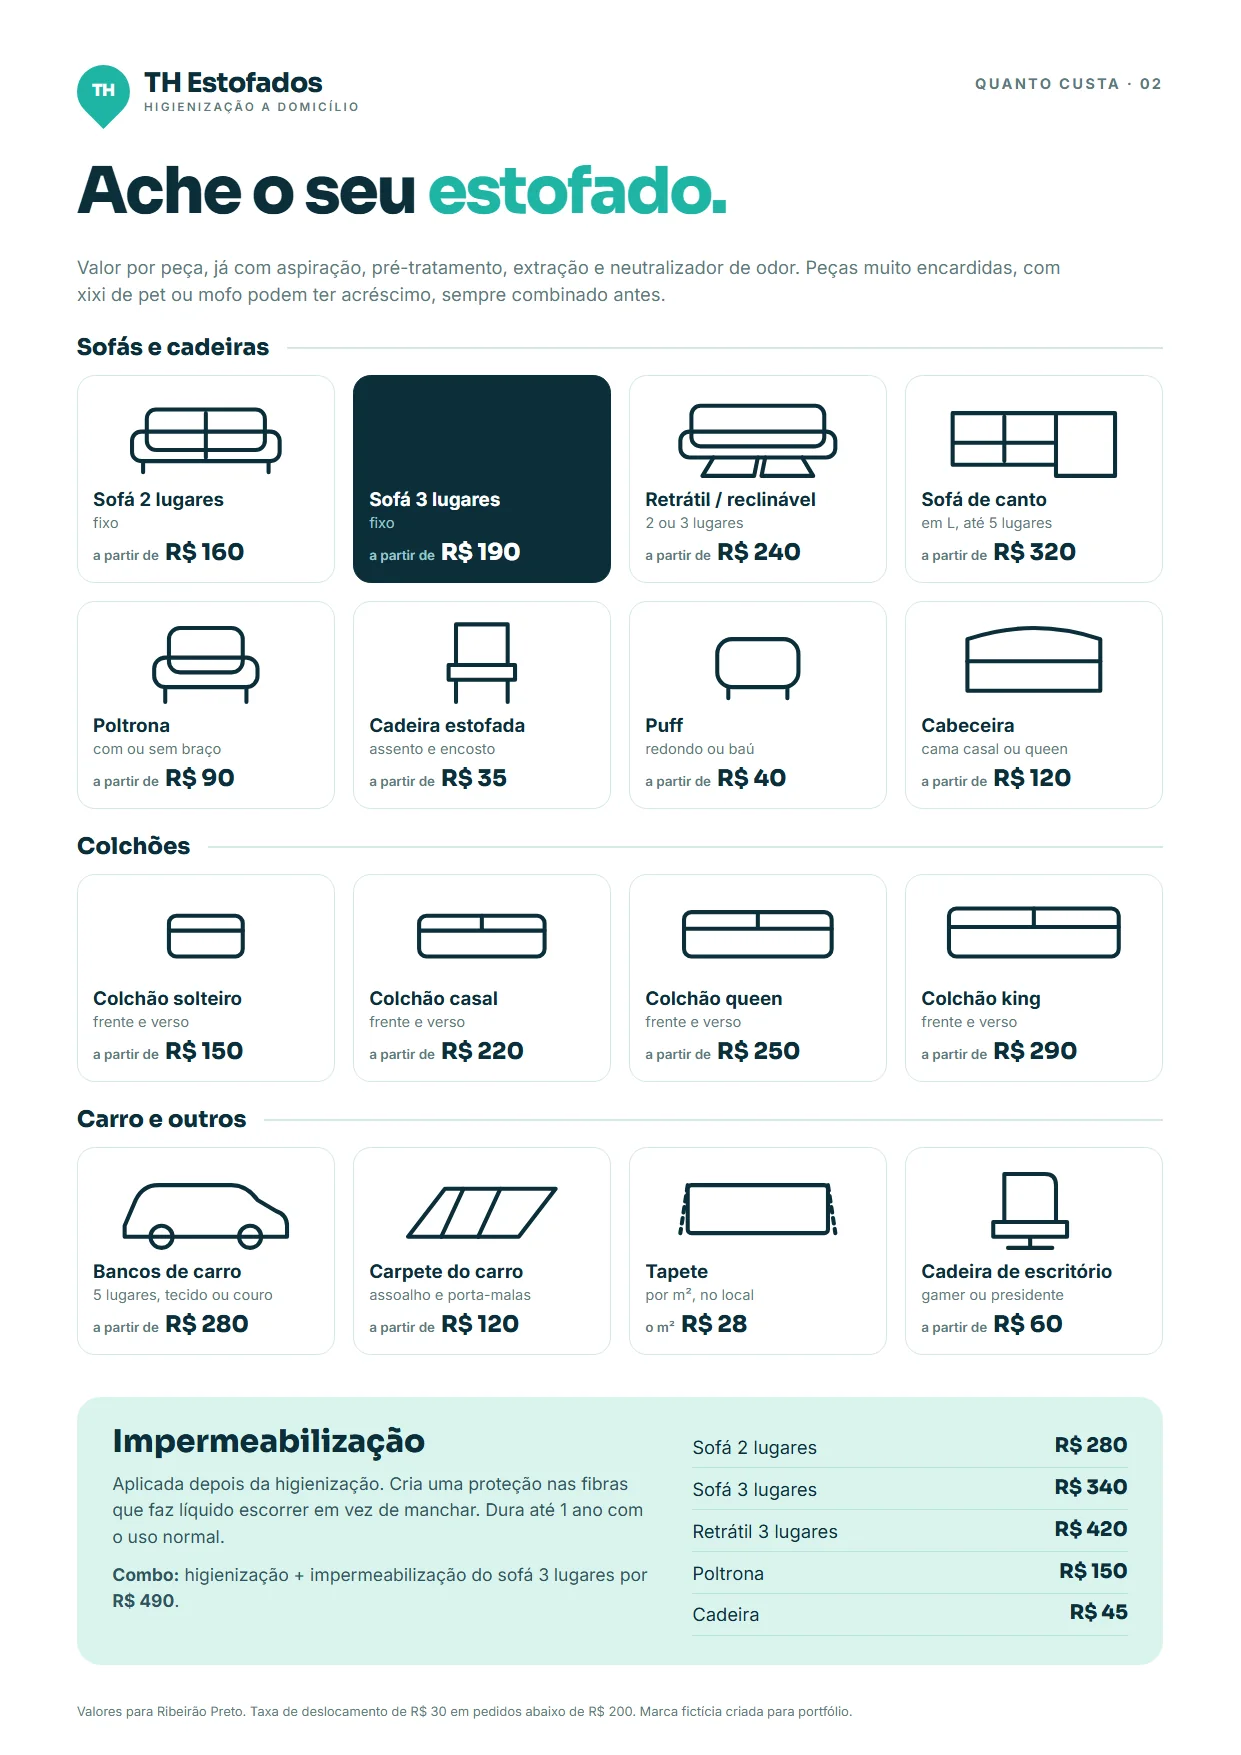 TH
TH Estofados
HIGIENIZAÇÃO A DOMICÍLIO
QUANTO CUSTA · 02
Ache o seu estofado.
Valor por peça, já com aspiração, pré-tratamento, extração e neutralizador de odor. Peças muito encardidas, com
xixi de pet ou mofo podem ter acréscimo, sempre combinado antes.
Sofás e cadeiras
Sofá 2 lugares
fixo
a partir de R$ 160
Sofá 3 lugares
fixo
a partir de R$ 190
Retrátil / reclinável
2 ou 3 lugares
a partir de R$ 240
Sofá de canto
em L, até 5 lugares
a partir de R$ 320
Poltrona
com ou sem braço
a partir de R$ 90
Cadeira estofada
assento e encosto
a partir de R$ 35
Puff
redondo ou baú
a partir de R$ 40
Cabeceira
cama casal ou queen
a partir de R$ 120
Colchões
Colchão solteiro
frente e verso
a partir de R$ 150
Colchão casal
frente e verso
a partir de R$ 220
Colchão queen
frente e verso
a partir de R$ 250
Colchão king
frente e verso
a partir de R$ 290
Carro e outros
Bancos de carro
5 lugares, tecido ou couro
a partir de R$ 280
Carpete do carro
assoalho e porta-malas
a partir de R$ 120
Tapete
por m², no local
o m² R$ 28
Cadeira de escritório
gamer ou presidente
a partir de R$ 60
Impermeabilização
Aplicada depois da higienização. Cria uma proteção nas fibras
que faz líquido escorrer em vez de manchar. Dura até 1 ano com
o uso normal.
Combo: higienização + impermeabilização do sofá 3 lugares por
R$ 490.
Sofá 2 lugares R$ 280
Sofá 3 lugares R$ 340
Retrátil 3 lugares R$ 420
Poltrona R$ 150
Cadeira R$ 45
Valores para Ribeirão Preto. Taxa de deslocamento de R$ 30 em pedidos abaixo de R$ 200. Marca fictícia criada para portfólio.